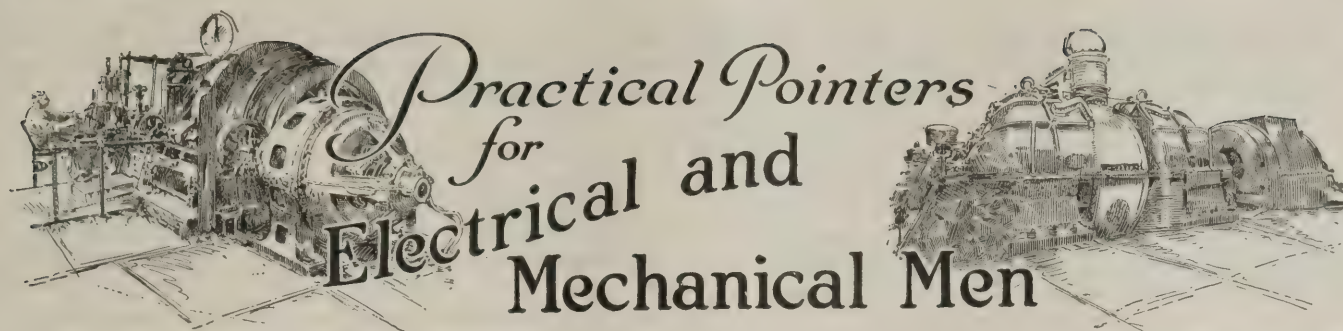 Practical Pointers
for
Electrical and
Mechanical Men